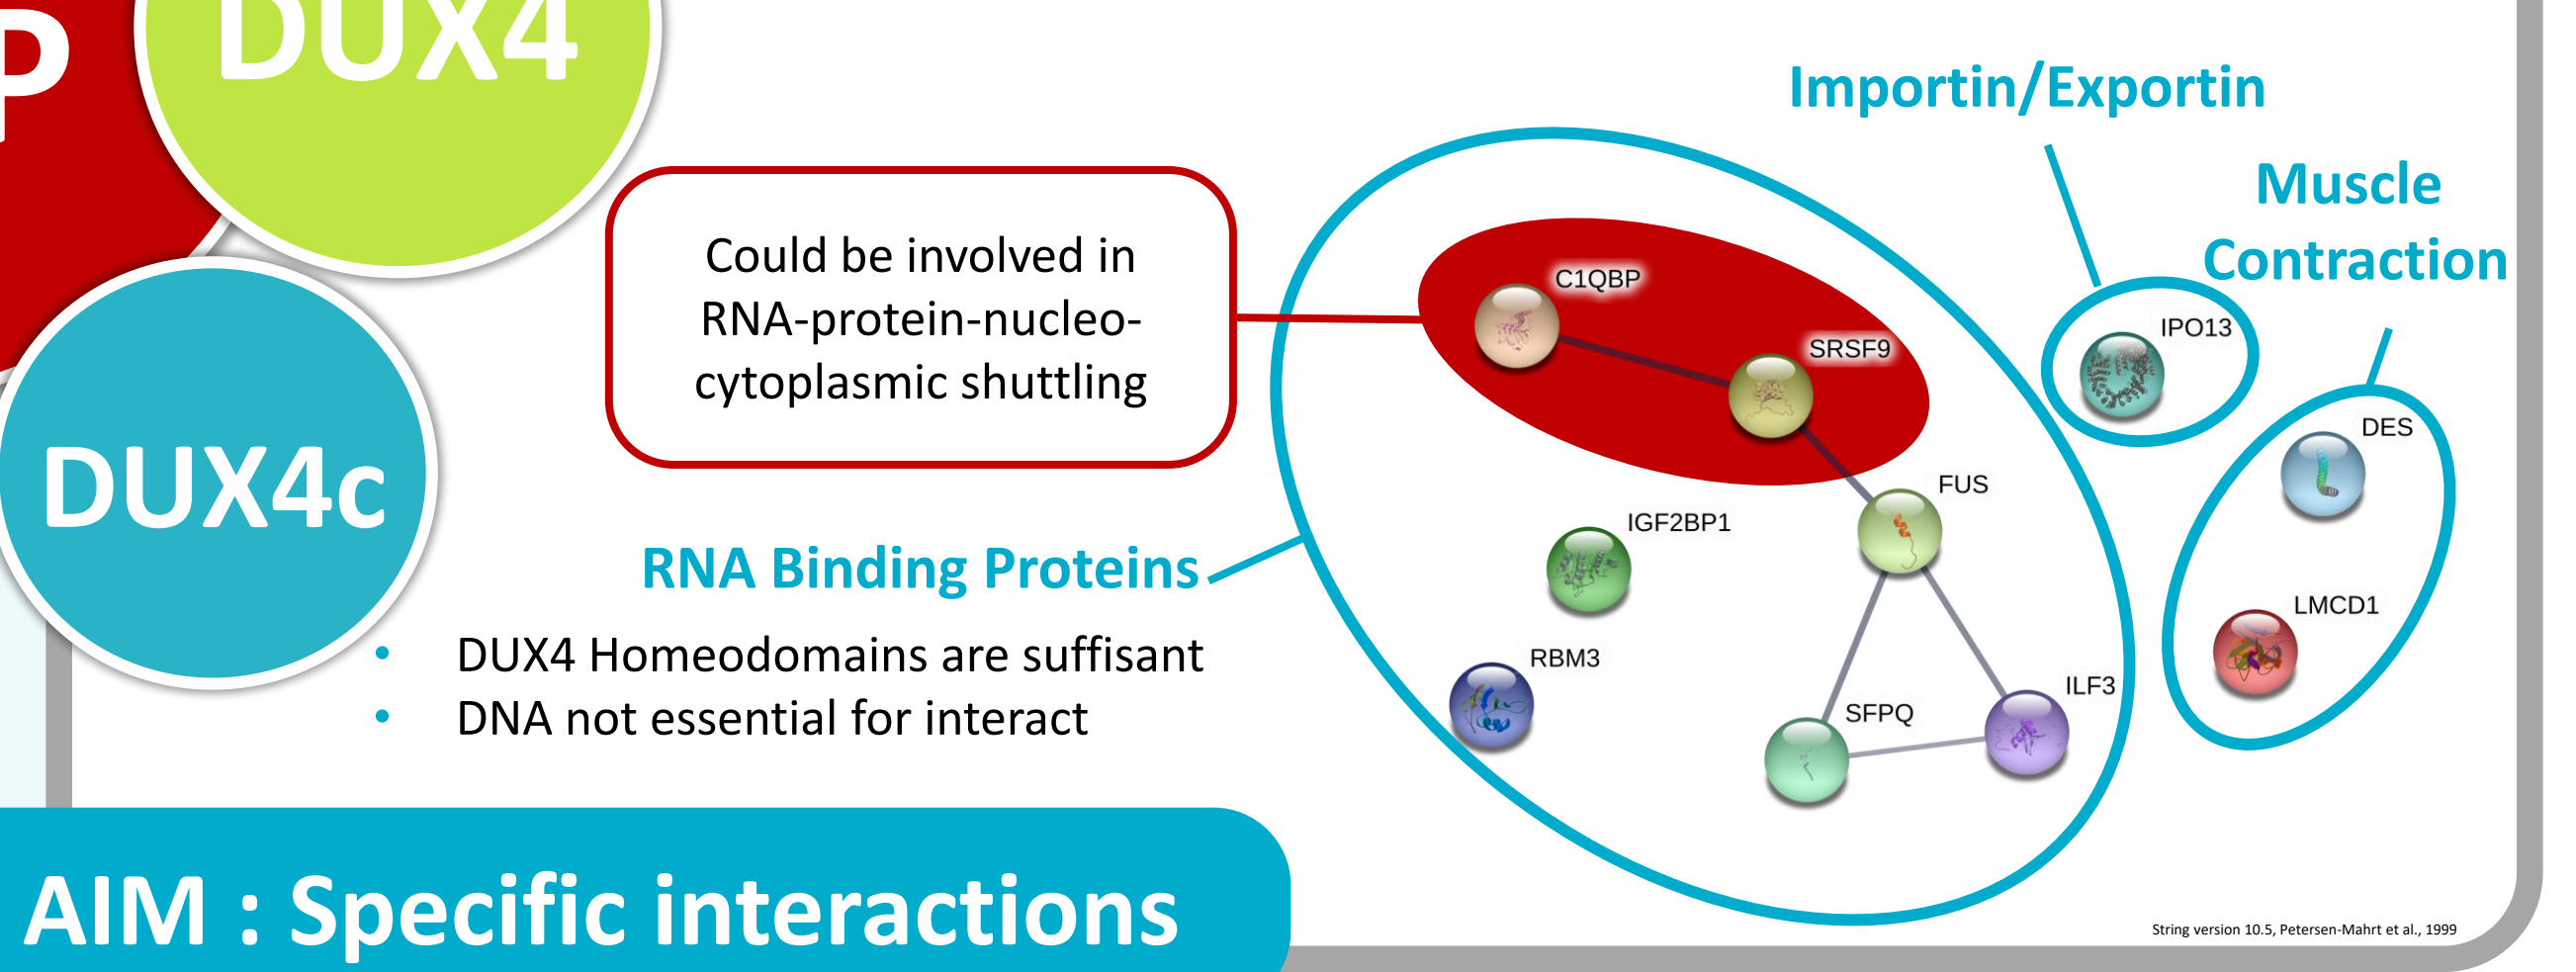 P
DUX4
DUX4c
Could be involved in
RNA-protein-nucleo-
cytoplasmic shuttling
RNA Binding Proteins
• DUX4 Homeodomains are suffisant
• DNA not essential for interact
AIM : Specific interactions
Importin/Exportin
Muscle
Contraction
C1QBP
SRSF9
IPO13
DES
FUS
IGF2BP1
LMCD1
RBM3
ILF3
SFPQ
String version 10.5, Petersen-Mahrt et al., 1999